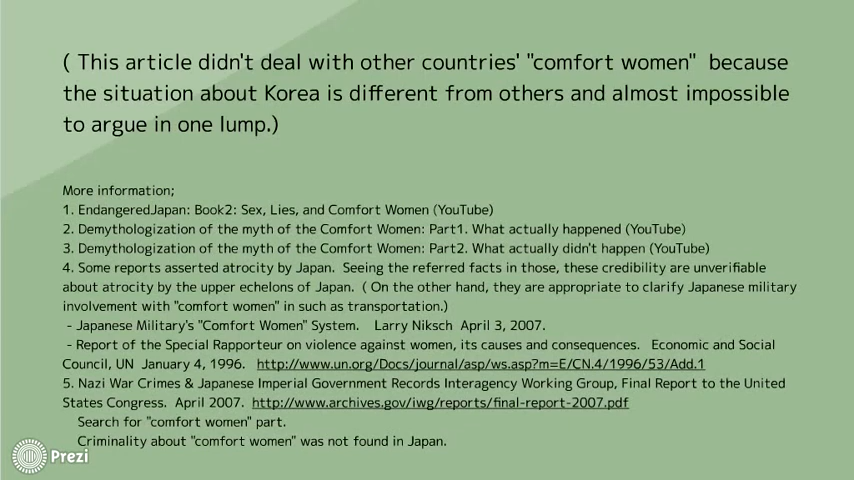 ( This article didn't deal with other countries' "comfort women"  because
the situation about Korea is different from others and almost impossible
to argue in one lump.)
More information;
1. EndangeredJapan: Book2: Sex, Lies, and Comfort Women (YouTube)
2. Demythologization of the myth of the Comfort Women: Part1. What actually happened (YouTube)
3. Demythologization of the myth of the Comfort Women: Part2. What actually didn't happen (YouTube)
4. Some reports asserted atrocity by Japan.  Seeing the referred facts in those, these credibility are unverifiable
about atrocity by the upper echelons of Japan.  ( On the other hand, they are appropriate to clarify Japanese military
involvement with "comfort women" in such as transportation.)
- Japanese Military's "Comfort Women" System.   Larry Niksch  April 3, 2007.
- Report of the Special Rapporteur on violence against women, its causes and consequences.   Economic and Social
Council, UN  January 4, 1996.   http://www.un.org/Docs/journal/asp/ws.asp?m=E/CN.4/1996/53/Add.1
5. Nazi War Crimes & Japanese Imperial Government Records Interagency Working Group, Final Report to the United
States Congress.  April 2007.  http://www.archives.gov/iwg/reports/final-report-2007.pdf
Search for "comfort women" part.
Criminality about "comfort women" was not found in Japan.
Prezi